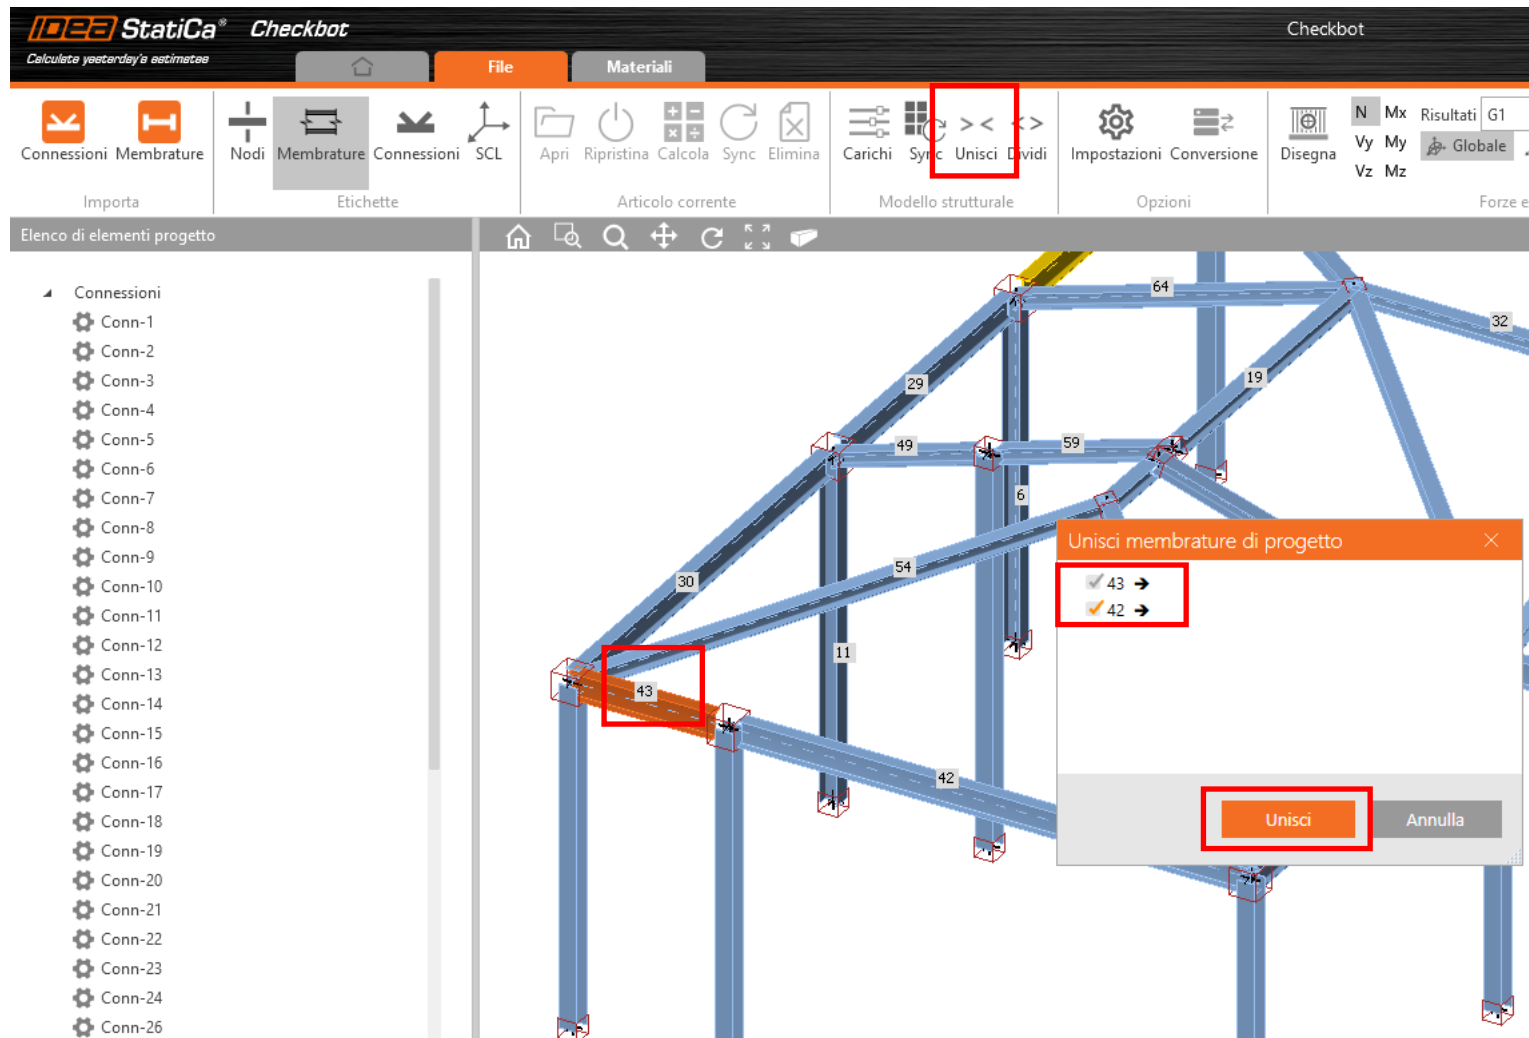 IDEA StatiCa® Checkbot
Checkbot
Calculate yesterday's estimates
File
Materiali
Connessioni Membrature
Nodi Membrature Connessioni SCL
Apri Ripristina Calcola Sync Elimina
Carichi Sync Unisci Dividi
Impostazioni Conversione
Disegna
N Mx
Vy My
Vz Mz
Risultati G1
Globale
Importa
Etichette
Articolo corrente
Modello strutturale
Opzioni
Forze e
Elenco di elementi progetto
Connessioni
Conn-1
Conn-2
Conn-3
Conn-4
Conn-5
Conn-6
Conn-7
Conn-8
Conn-9
Conn-10
Conn-11
Conn-12
Conn-13
Conn-14
Conn-15
Conn-16
Conn-17
Conn-18
Conn-19
Conn-20
Conn-21
Conn-22
Conn-23
Conn-24
Conn-26
64
32
29
19
49
59
6
54
30
11
43
42
Unisci membrature di progetto
43
42
Unisci
Annulla